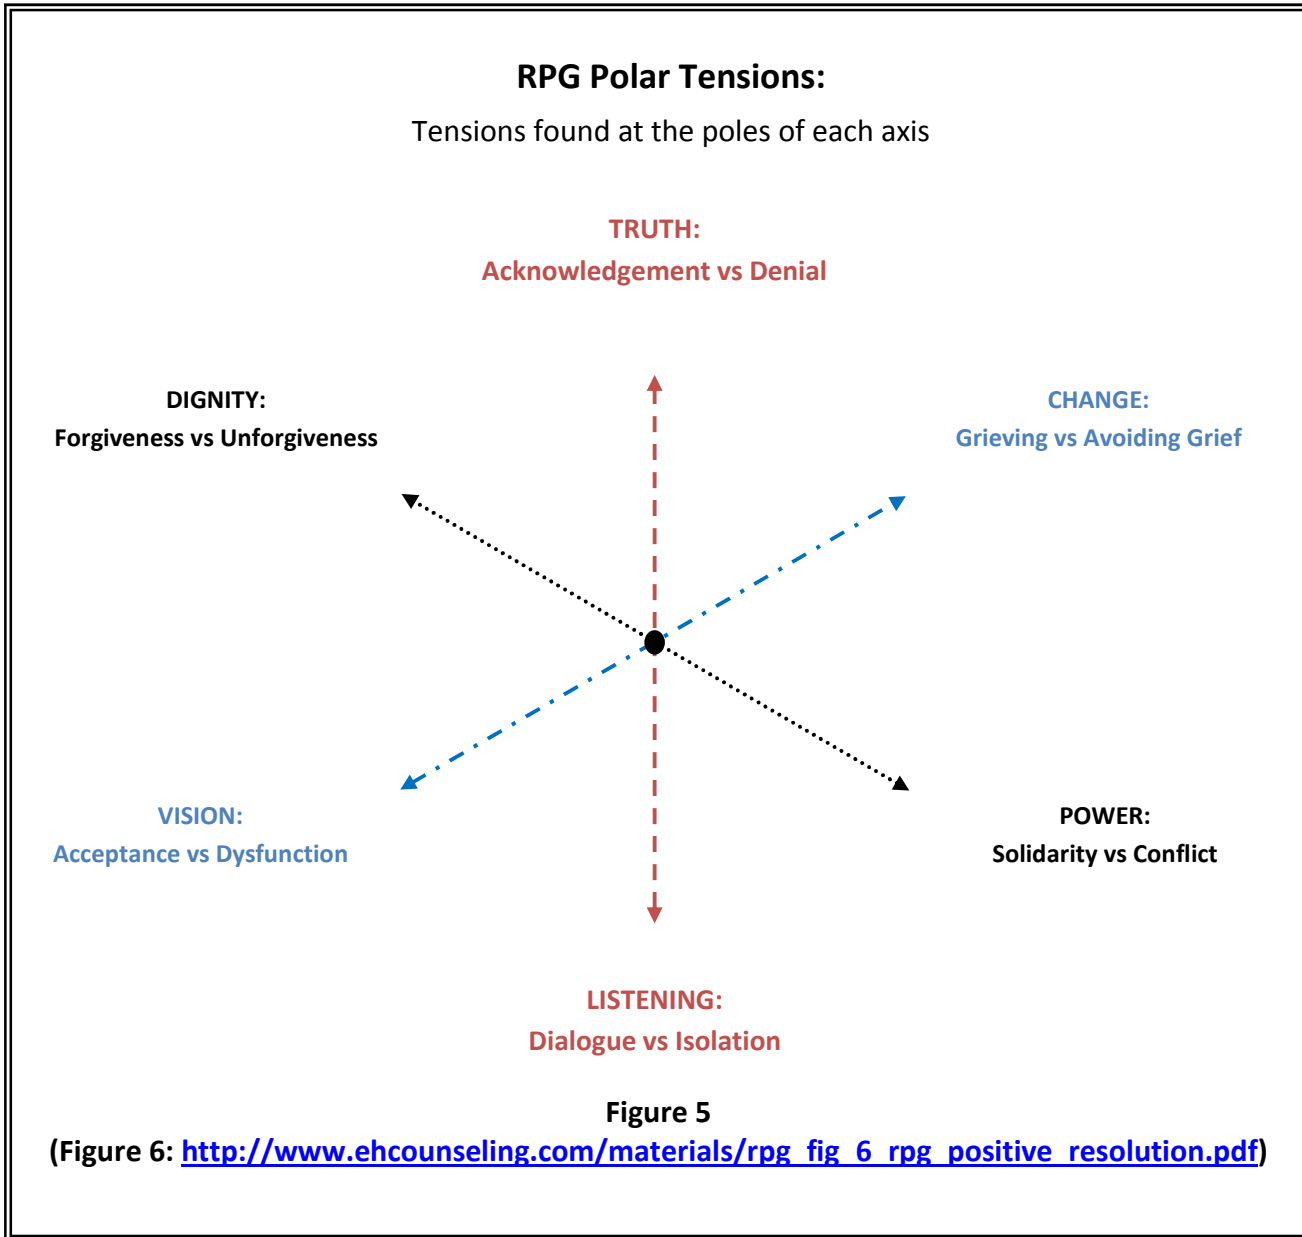 RPG Polar Tensions:
Tensions found at the poles of each axis
TRUTH:
Acknowledgement vs Denial
DIGNITY:
Forgiveness vs Unforgiveness
CHANGE:
Grieving vs Avoiding Grief
VISION:
Acceptance vs Dysfunction
POWER:
Solidarity vs Conflict
LISTENING:
Dialogue vs Isolation
Figure 5
(Figure 6: http://www.ehcounseling.com/materials/rpg_fig_6_rpg_positive_resolution.pdf)